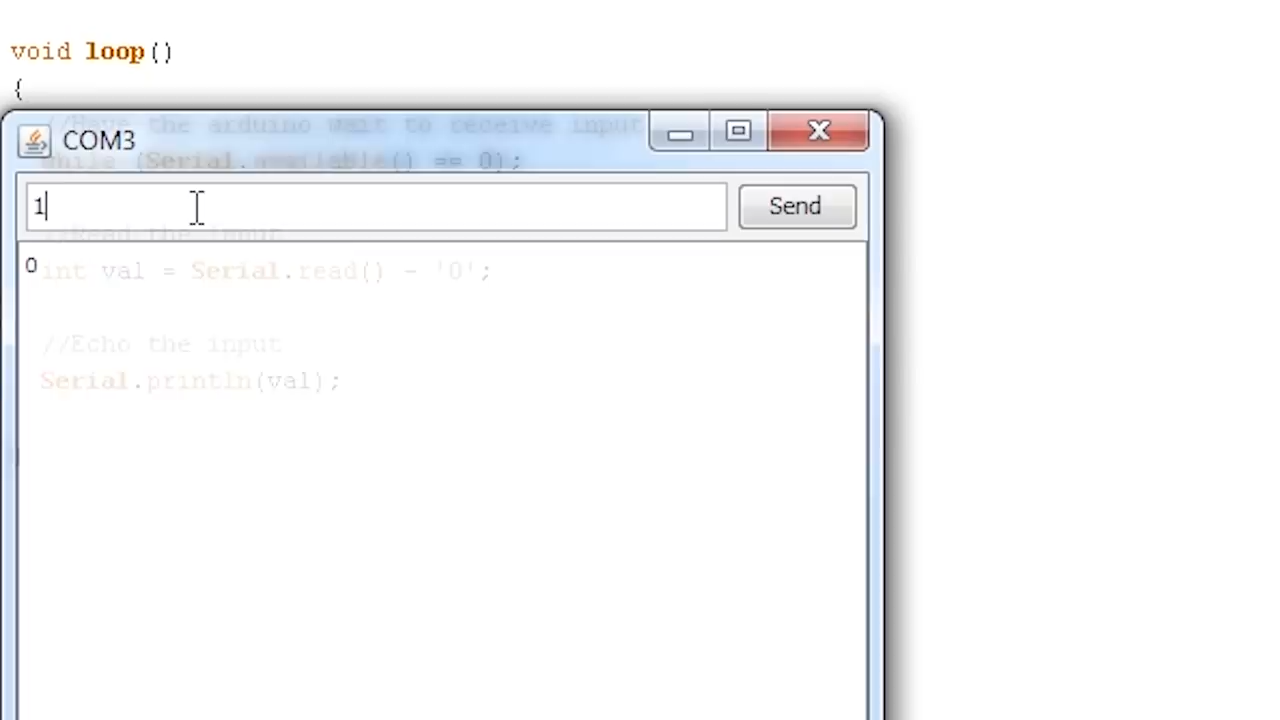 void loop()
{
//Have the arduino wait to receive input
COM3
while (Serial.available() == 0);
1
Send
//Read the input
0
int val = Serial.read() - '0';
//Echo the input
Serial.println(val);